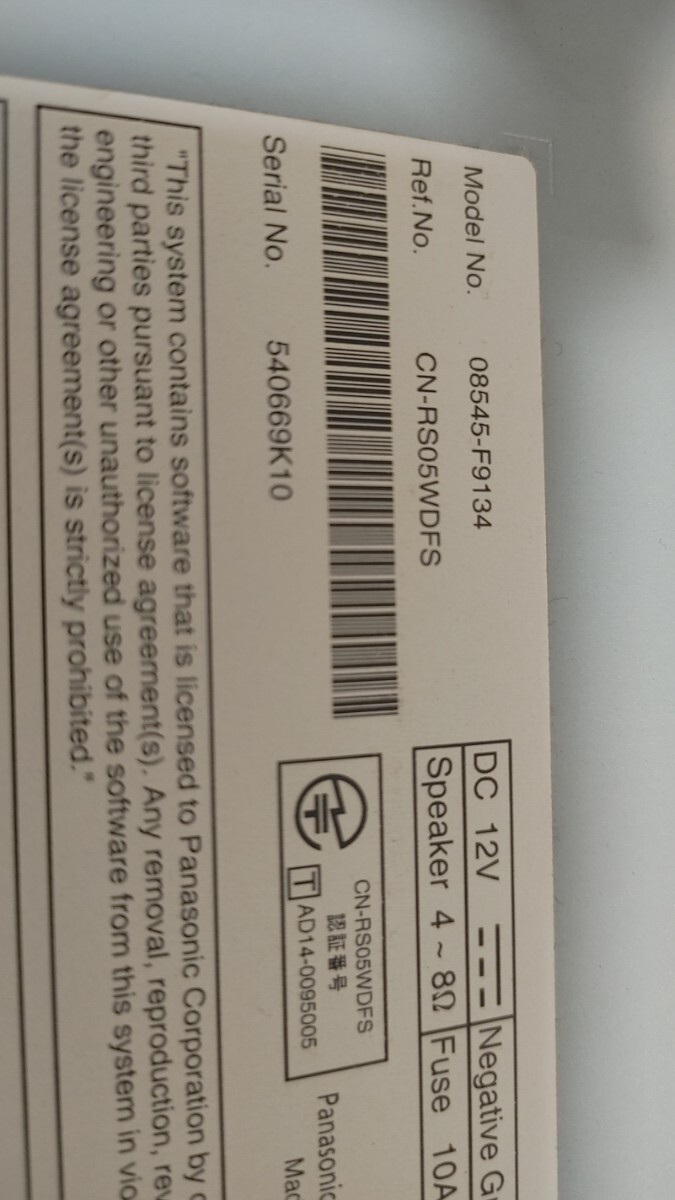 Model No. 08545-F9134
Ref.No. CN-RS05WDFS
Serial No. 540669K10
DC 12V Negative
Speaker 4 ~ 8Ω Fuse 10A
CN-RS05WDFS
認証番号
T AD14-0095005
Panasonic
"This system contains software that is licensed to Panasonic Corporation by
third parties pursuant to license agreement(s). Any removal, reproduction,
engineering or other unauthorized use of the software from this system in
the license agreement(s) is strictly prohibited."